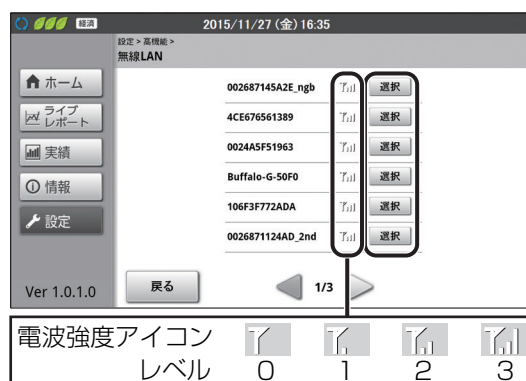 経済
2015/11/27 (金) 16:35
設定 > 高機能 >
無線LAN
ホーム
ライブ
レポート
実績
情報
設定
Ver 1.0.1.0
002687145A2E_ngb
選択
4CE676561389
選択
0024A5F51963
選択
Buffalo-G-50F0
選択
106F3F772ADA
選択
0026871124AD_2nd
選択
戻る
1/3
電波強度アイコン
レベル 0 1 2 3